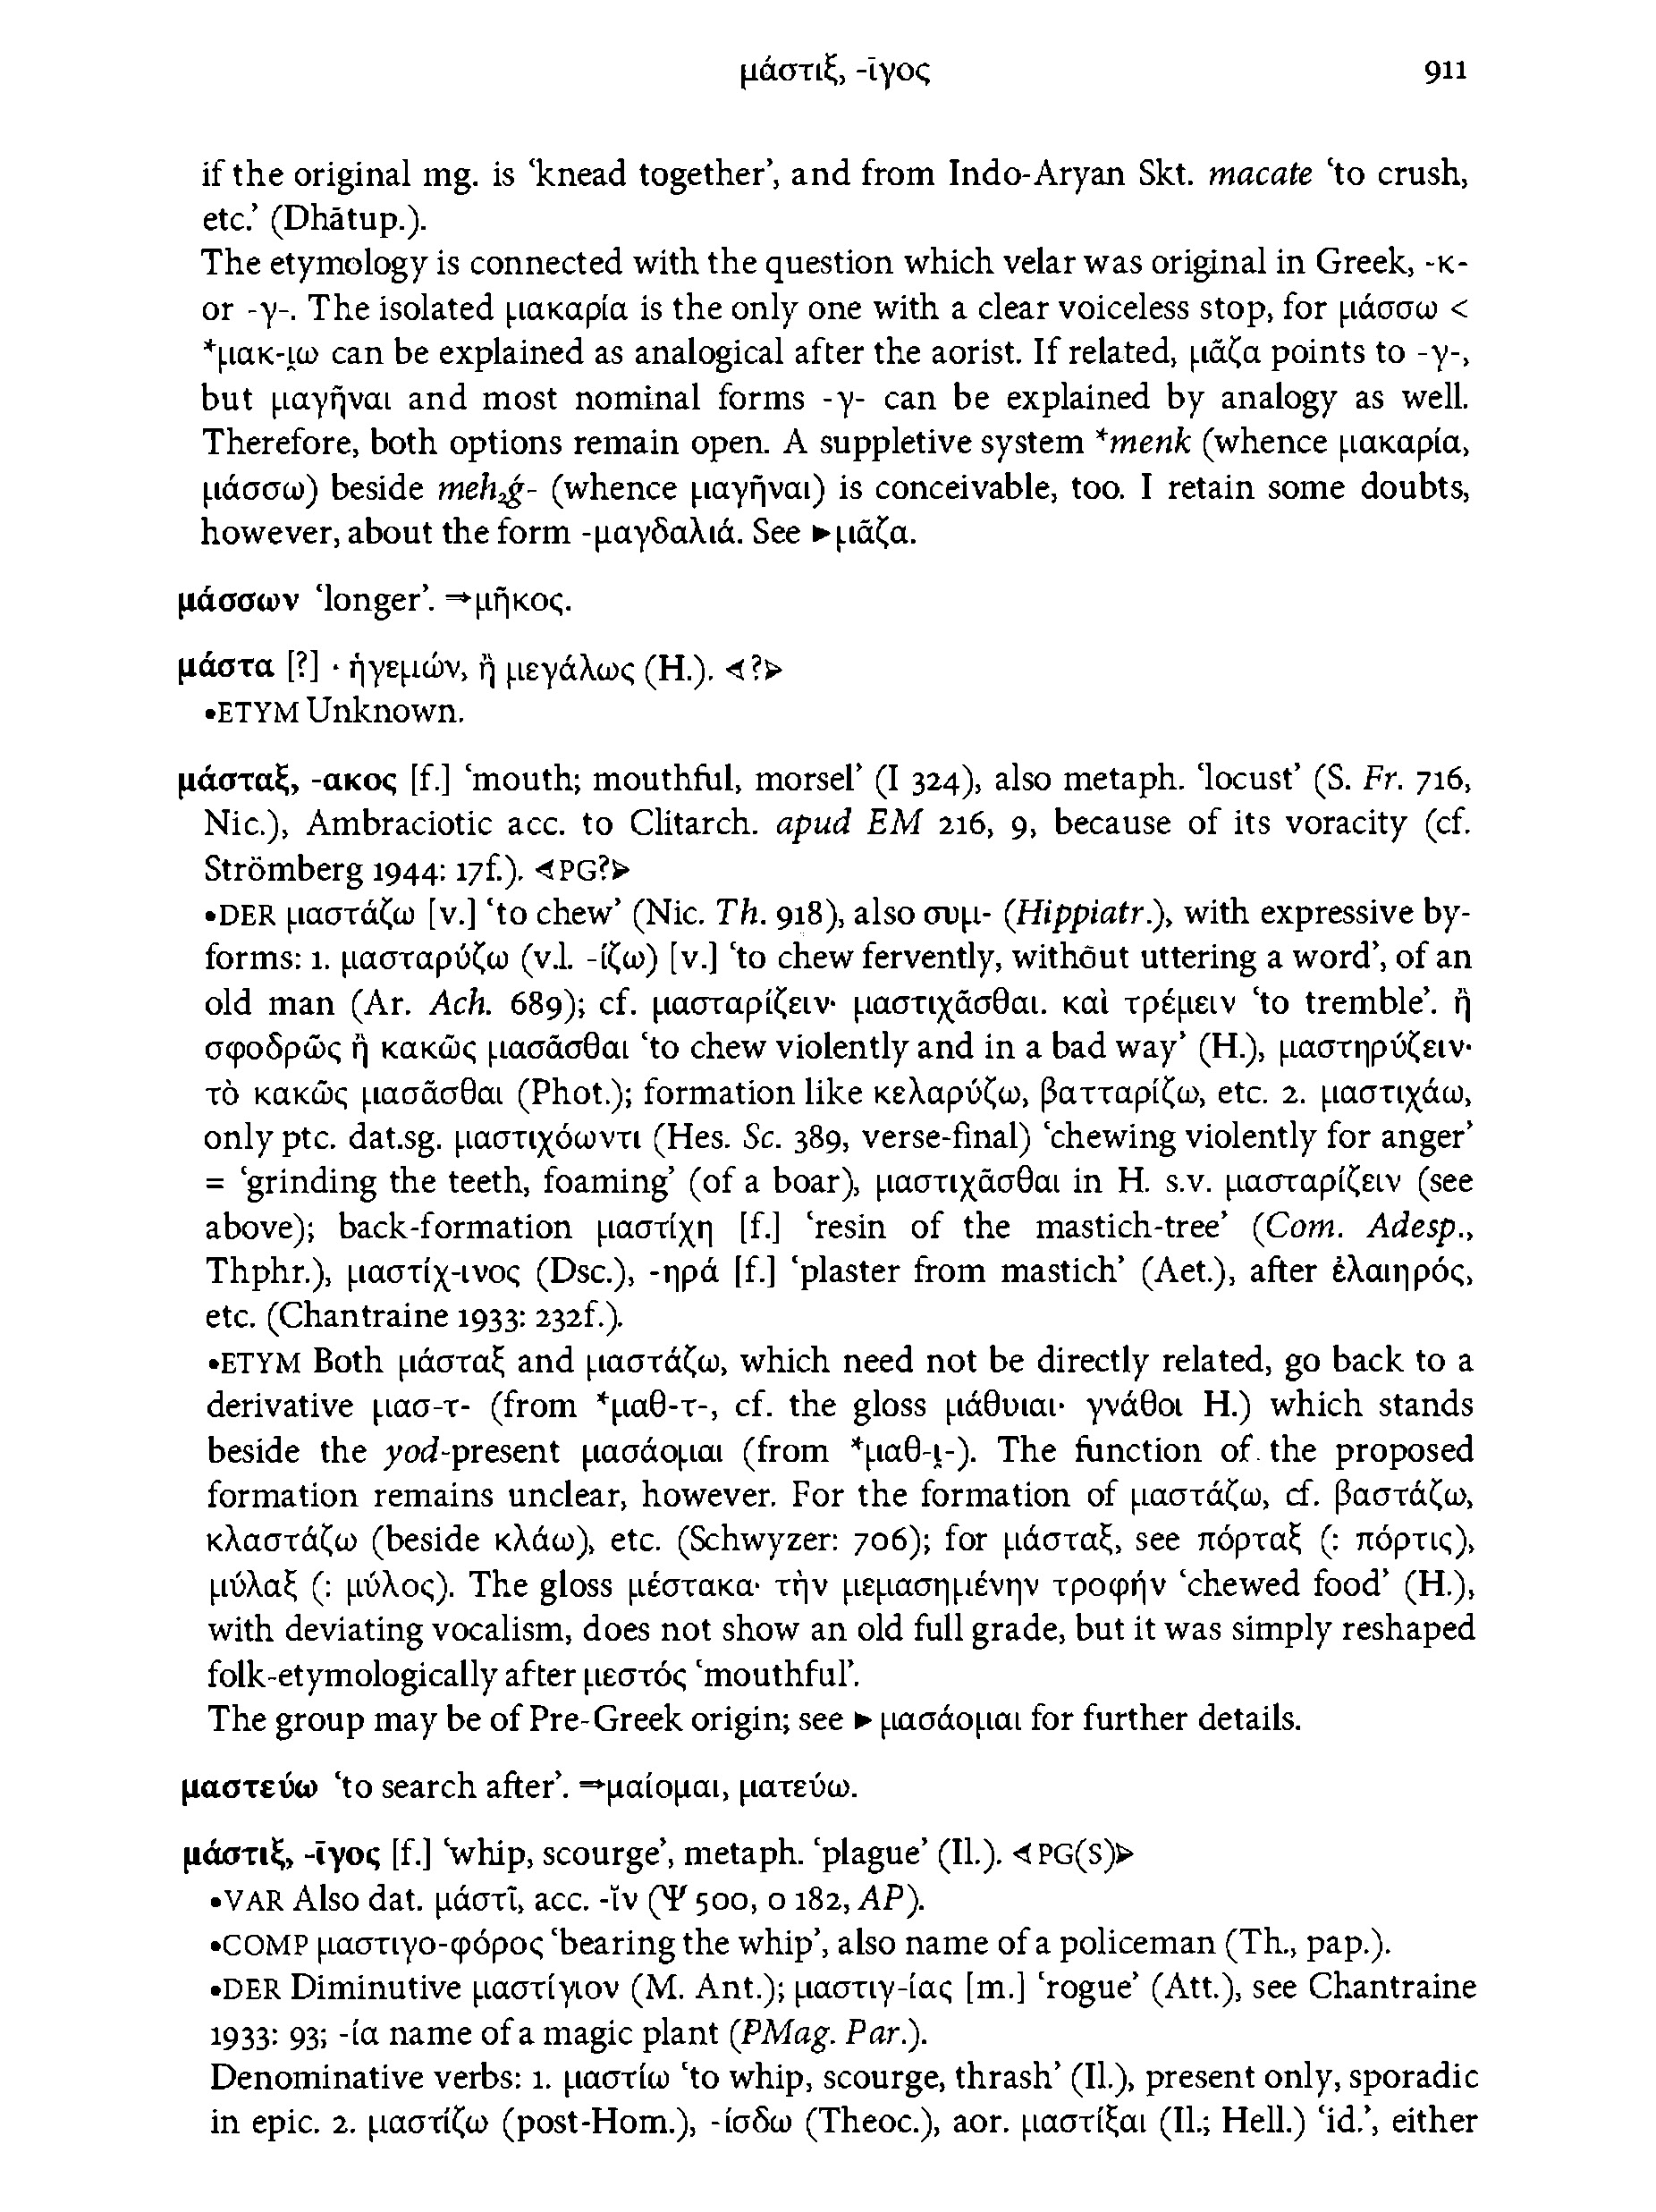 μάστιξ, -ῑγος 911
if the original mg. is ‘knead together’, and from Indo-Aryan Skt. macate ‘to crush,
etc.’ (Dhātup.).
The etymology is connected with the question which velar was original in Greek, -κ-
or -γ-. The isolated μακαρία is the only one with a clear voiceless stop, for μάσσω <
*μακ-ι̯ω can be explained as analogical after the aorist. If related, μᾶζα points to -γ-,
but μαγῆναι and most nominal forms -γ- can be explained by analogy as well.
Therefore, both options remain open. A suppletive system *menk (whence μακαρία,
μάσσω) beside meh₂ǵ- (whence μαγῆναι) is conceivable, too. I retain some doubts,
however, about the form -μαγδαλιά. See ►μᾶζα.
μάσσων ‘longer’. ⇒μῆκος.
μάστα [?] · ἡγεμών, ἢ μεγάλως (H.). ◄?►
•ETYM Unknown.
μάσταξ, -ακος [f.] ‘mouth; mouthful, morsel’ (I 324), also metaph. ‘locust’ (S. Fr. 716,
Nic.), Ambraciotic acc. to Clitarch. apud EM 216, 9, because of its voracity (cf.
Strömberg 1944: 17f.). ◄PG?►
•DER μαστάζω [v.] ‘to chew’ (Nic. Th. 918), also συμ- (Hippiatr.), with expressive by-
forms: 1. μασταρύζω (v.l. -ίζω) [v.] ‘to chew fervently, without uttering a word’, of an
old man (Ar. Ach. 689); cf. μασταρίζειν· μαστιχᾶσθαι. καὶ τρέμειν ‘to tremble’. ἢ
σφοδρῶς ἢ κακῶς μασᾶσθαι ‘to chew violently and in a bad way’ (H.), μαστηρύζειν·
τὸ κακῶς μασᾶσθαι (Phot.); formation like κελαρύζω, βατταρίζω, etc. 2. μαστιχάω,
only ptc. dat.sg. μαστιχόωντι (Hes. Sc. 389, verse-final) ‘chewing violently for anger’
= ‘grinding the teeth, foaming’ (of a boar), μαστιχᾶσθαι in H. s.v. μασταρίζειν (see
above); back-formation μαστίχη [f.] ‘resin of the mastich-tree’ (Com. Adesp.,
Thphr.), μαστίχ-ινος (Dsc.), -ηρά [f.] ‘plaster from mastich’ (Aet.), after ἐλαιηρός,
etc. (Chantraine 1933: 232f.).
•ETYM Both μάσταξ and μαστάζω, which need not be directly related, go back to a
derivative μασ-τ- (from *μαθ-τ-, cf. the gloss μάθυιαι· γνάθοι H.) which stands
beside the yod-present μασάομαι (from *μαθ-ι̯-). The function of the proposed
formation remains unclear, however. For the formation of μαστάζω, cf. βαστάζω,
κλαστάζω (beside κλάω), etc. (Schwyzer: 706); for μάσταξ, see πόρταξ (: πόρτις),
μύλαξ (: μύλος). The gloss μέστακα· τὴν μεμασημένην τροφήν ‘chewed food’ (H.),
with deviating vocalism, does not show an old full grade, but it was simply reshaped
folk-etymologically after μεστός ‘mouthful’.
The group may be of Pre-Greek origin; see ► μασάομαι for further details.
μαστεύω ‘to search after’. ⇒μαίομαι, ματεύω.
μάστιξ, -ῑγος [f.] ‘whip, scourge’, metaph. ‘plague’ (Il.). ◄PG(S)►
•VAR Also dat. μάστῑ, acc. -ῑν (Ψ 500, ο 182, AP).
•COMP μαστιγο-φόρος ‘bearing the whip’, also name of a policeman (Th., pap.).
•DER Diminutive μαστίγιον (M. Ant.); μαστιγ-ίας [m.] ‘rogue’ (Att.), see Chantraine
1933: 93; -ία name of a magic plant (PMag. Par.).
Denominative verbs: 1. μαστίω ‘to whip, scourge, thrash’ (Il.), present only, sporadic
in epic. 2. μαστίζω (post-Hom.), -ίσδω (Theoc.), aor. μαστίξαι (Il.; Hell.) ‘id.’, either